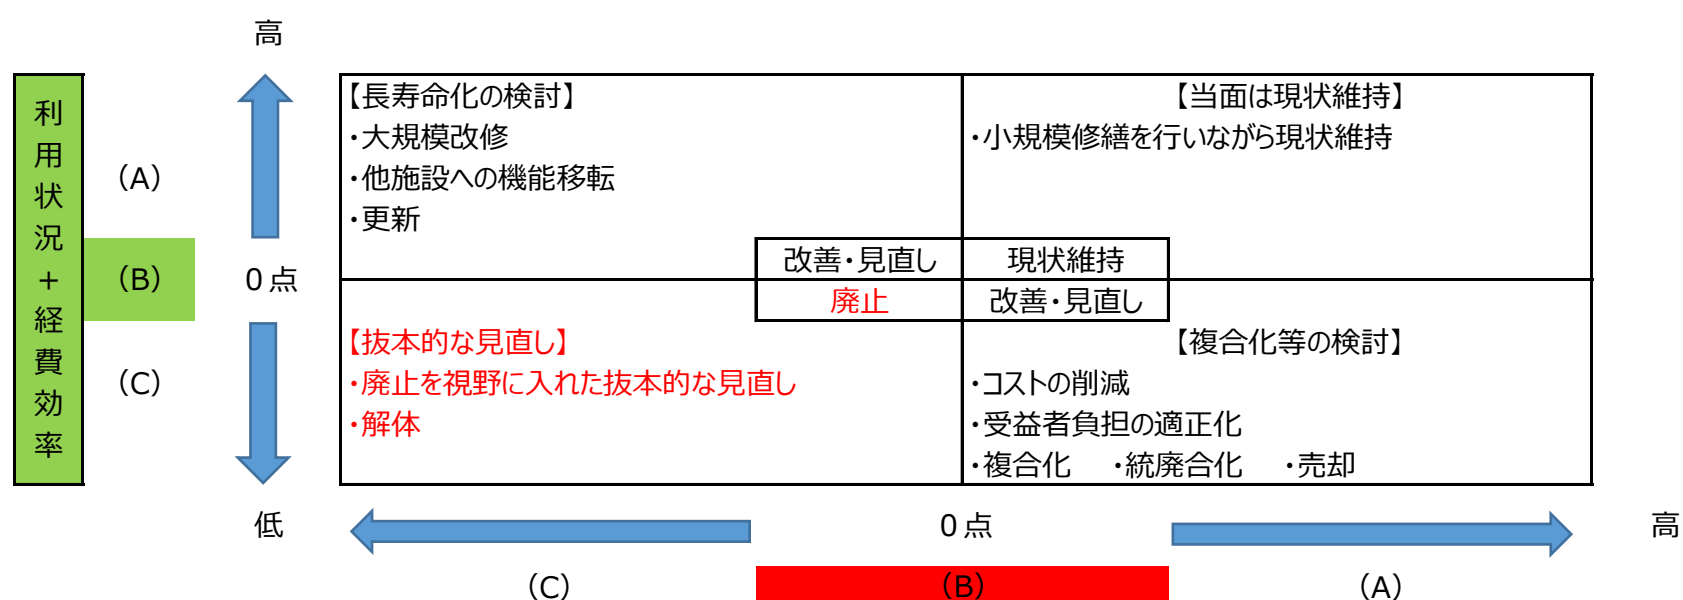 高
利用状況+経費効率
(A)
(B)
(C)
0点
低
【長寿命化の検討】
・大規模改修
・他施設への機能移転
・更新
【当面は現状維持】
・小規模修繕を行いながら現状維持
改善・見直し
現状維持
廃止
改善・見直し
【抜本的な見直し】
・廃止を視野に入れた抜本的な見直し
・解体
【複合化等の検討】
・コストの削減
・受益者負担の適正化
・複合化 ・統廃合化 ・売却
0点
高
(C)
(B)
(A)